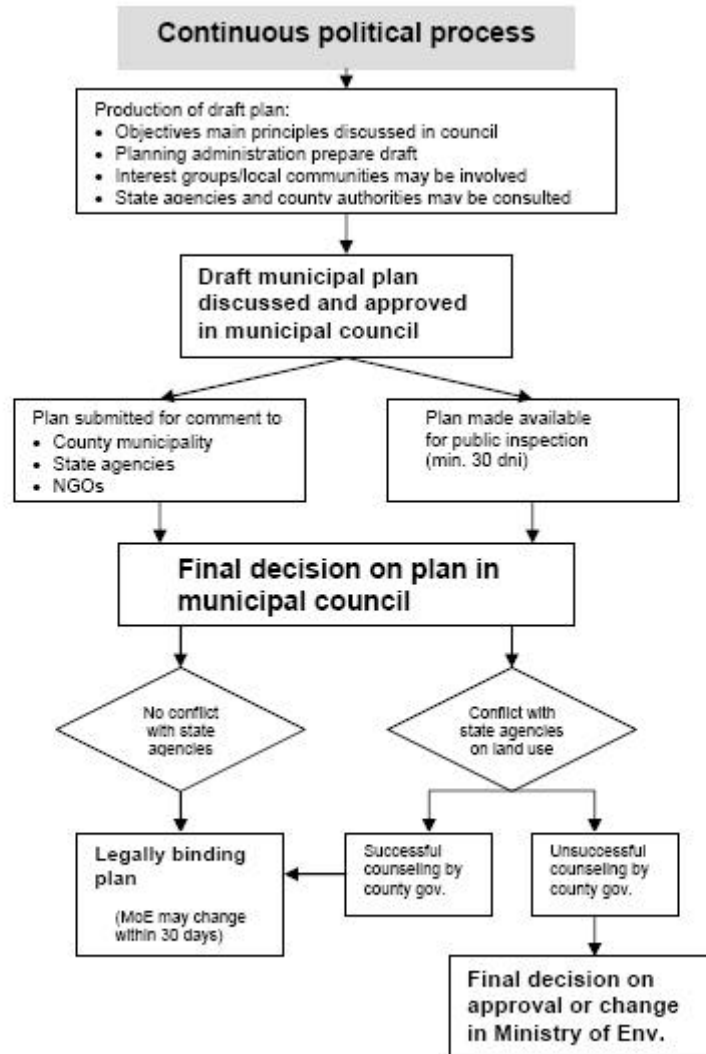 Continuous political process
Production of draft plan:
• Objectives main principles discussed in council
• Planning administration prepare draft
• Interest groups/local communities may be involved
• State agencies and county authorities may be consulted
Draft municipal plan
discussed and approved
in municipal council
Plan submitted for comment to
• County municipality
• State agencies
• NGOs
Plan made available
for public inspection
(min. 30 dni)
Final decision on plan in
municipal council
No conflict
with state
agencies
Conflict with
state agencies
on land use
Legally binding
plan
(MoE may change
within 30 days)
Successful
counseling by
county gov.
Unsuccessful
counseling by
county gov.
Final decision on
approval or change
in Ministry of Env.